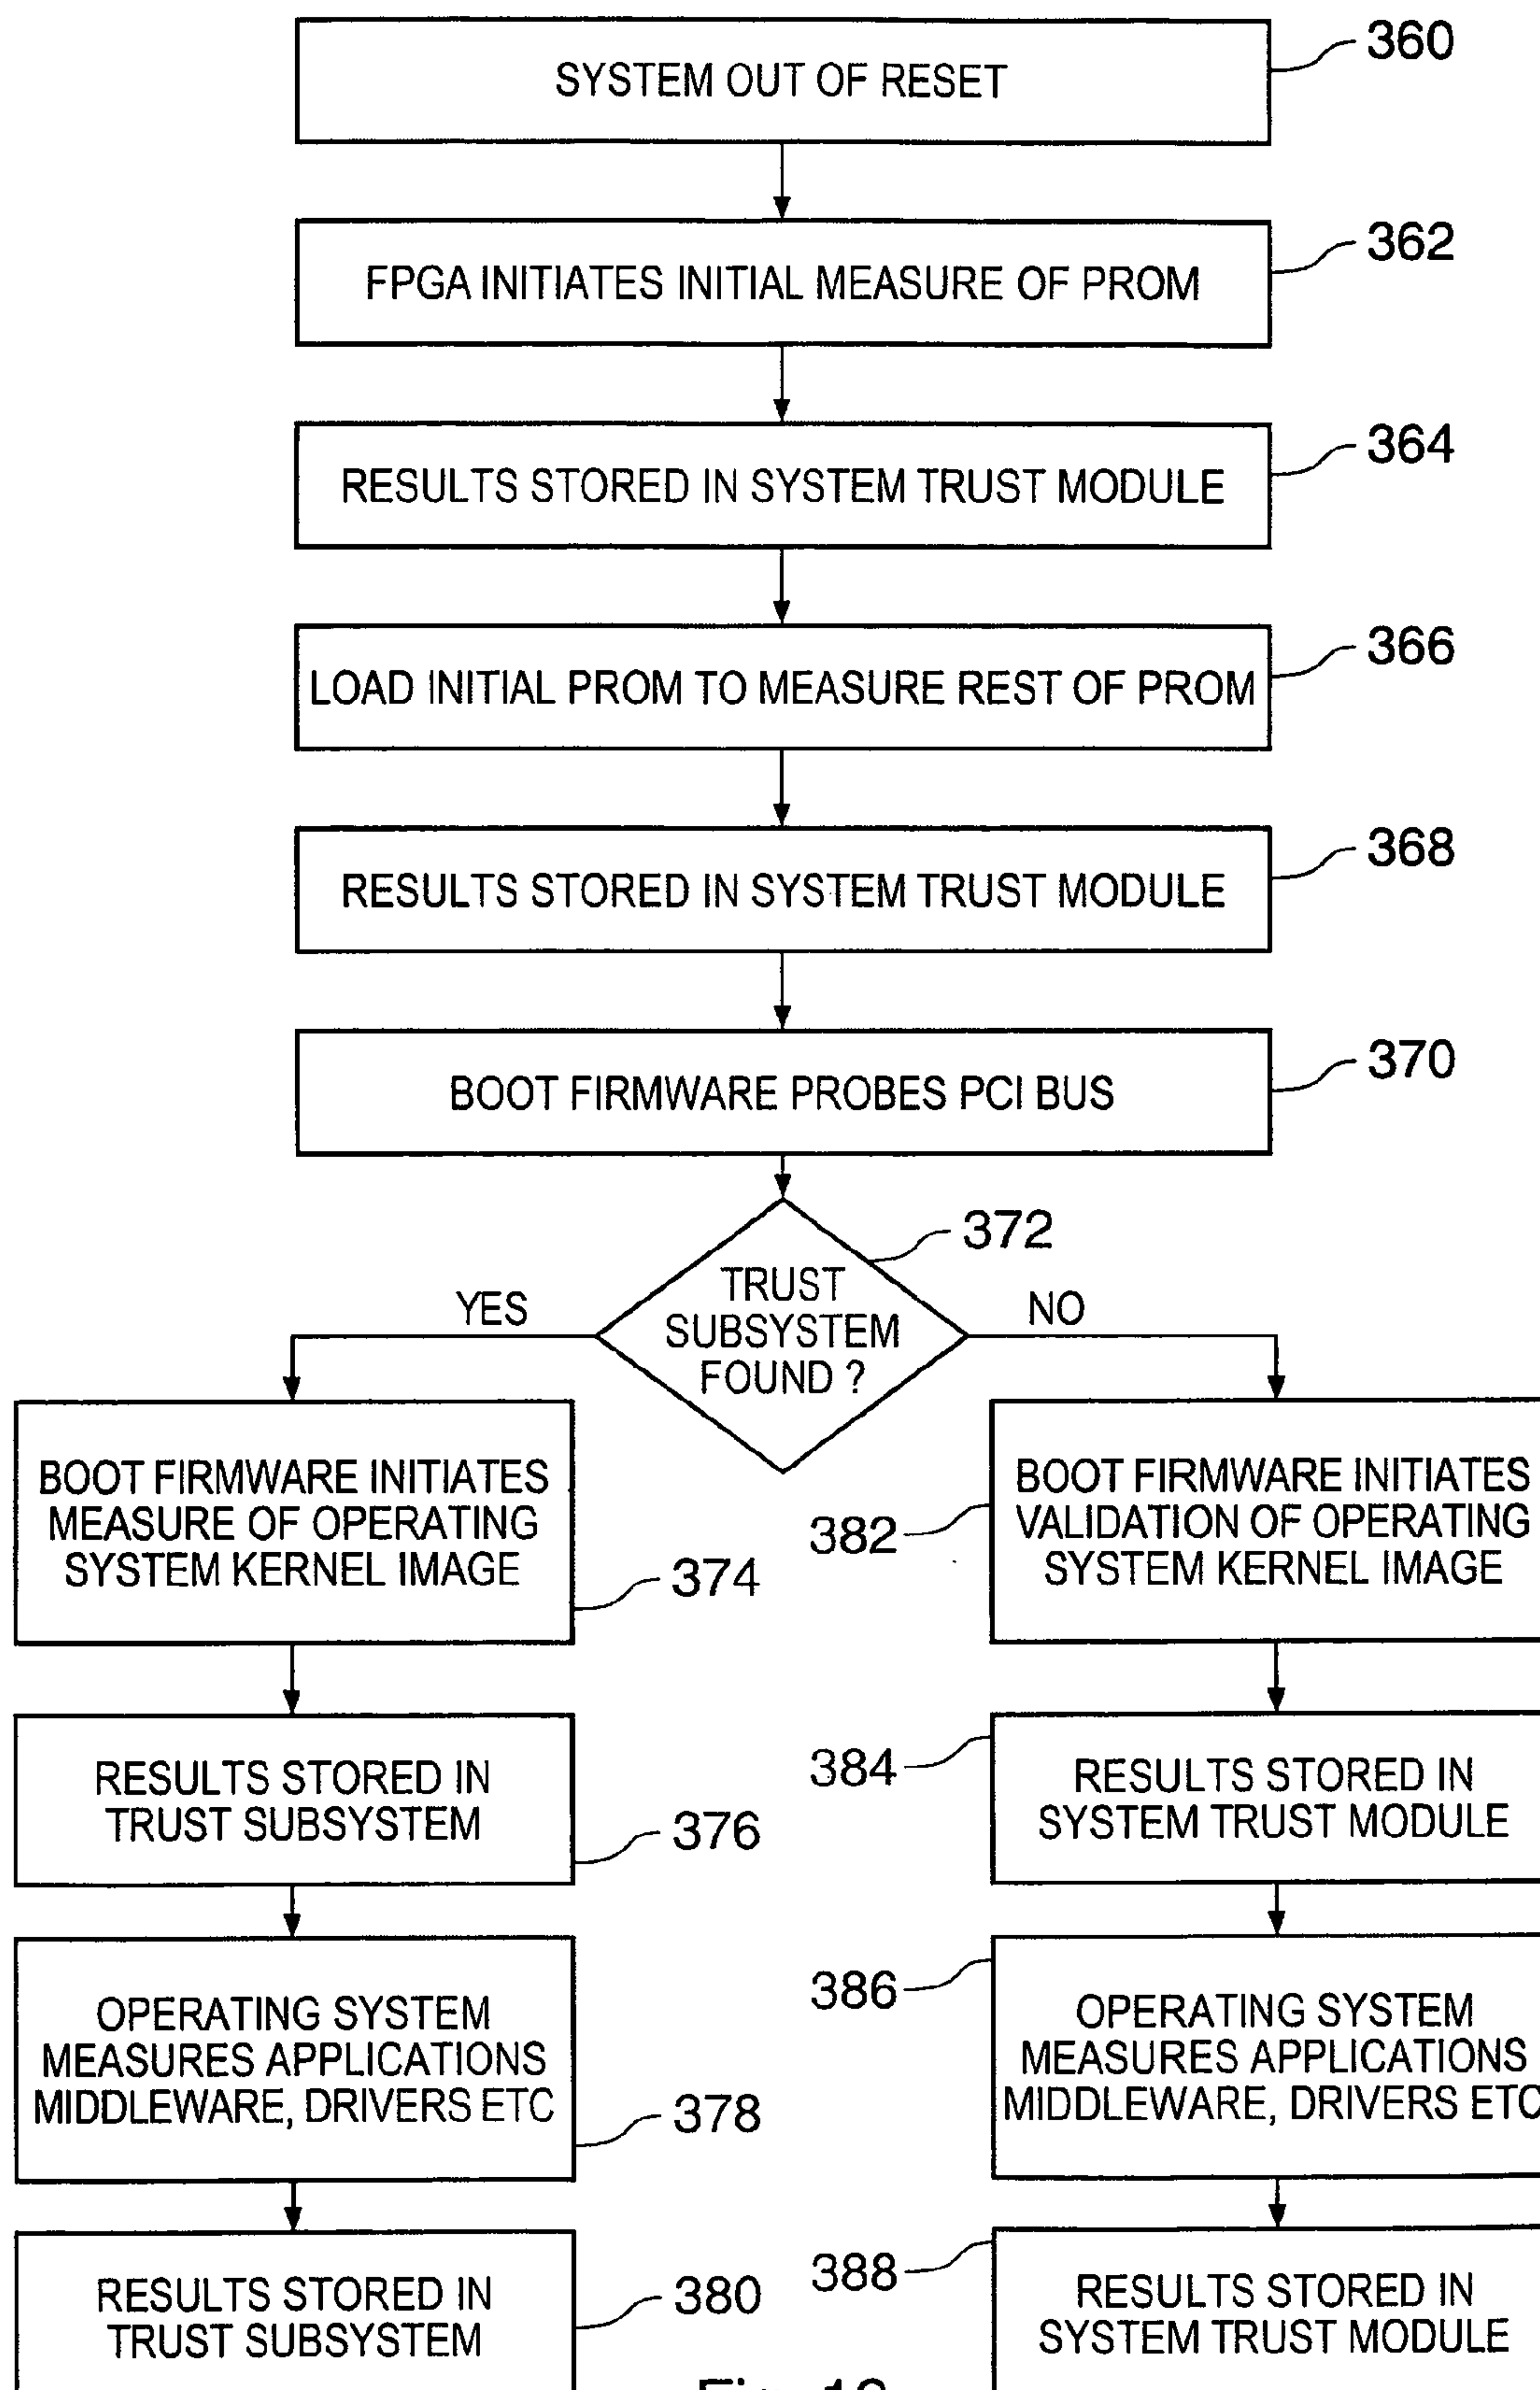 SYSTEM OUT OF RESET
360
FPGA INITIATES INITIAL MEASURE OF PROM
362
RESULTS STORED IN SYSTEM TRUST MODULE
364
LOAD INITIAL PROM TO MEASURE REST OF PROM
366
RESULTS STORED IN SYSTEM TRUST MODULE
368
BOOT FIRMWARE PROBES PCI BUS
370
372
TRUST
SUBSYSTEM
FOUND ?
YES
NO
BOOT FIRMWARE INITIATES
MEASURE OF OPERATING
SYSTEM KERNEL IMAGE
374
RESULTS STORED IN
TRUST SUBSYSTEM
376
OPERATING SYSTEM
MEASURES APPLICATIONS
MIDDLEWARE, DRIVERS ETC
378
RESULTS STORED IN
TRUST SUBSYSTEM
380
BOOT FIRMWARE INITIATES
VALIDATION OF OPERATING
SYSTEM KERNEL IMAGE
382
RESULTS STORED IN
SYSTEM TRUST MODULE
384
OPERATING SYSTEM
MEASURES APPLICATIONS
MIDDLEWARE, DRIVERS ETC
386
RESULTS STORED IN
SYSTEM TRUST MODULE
388